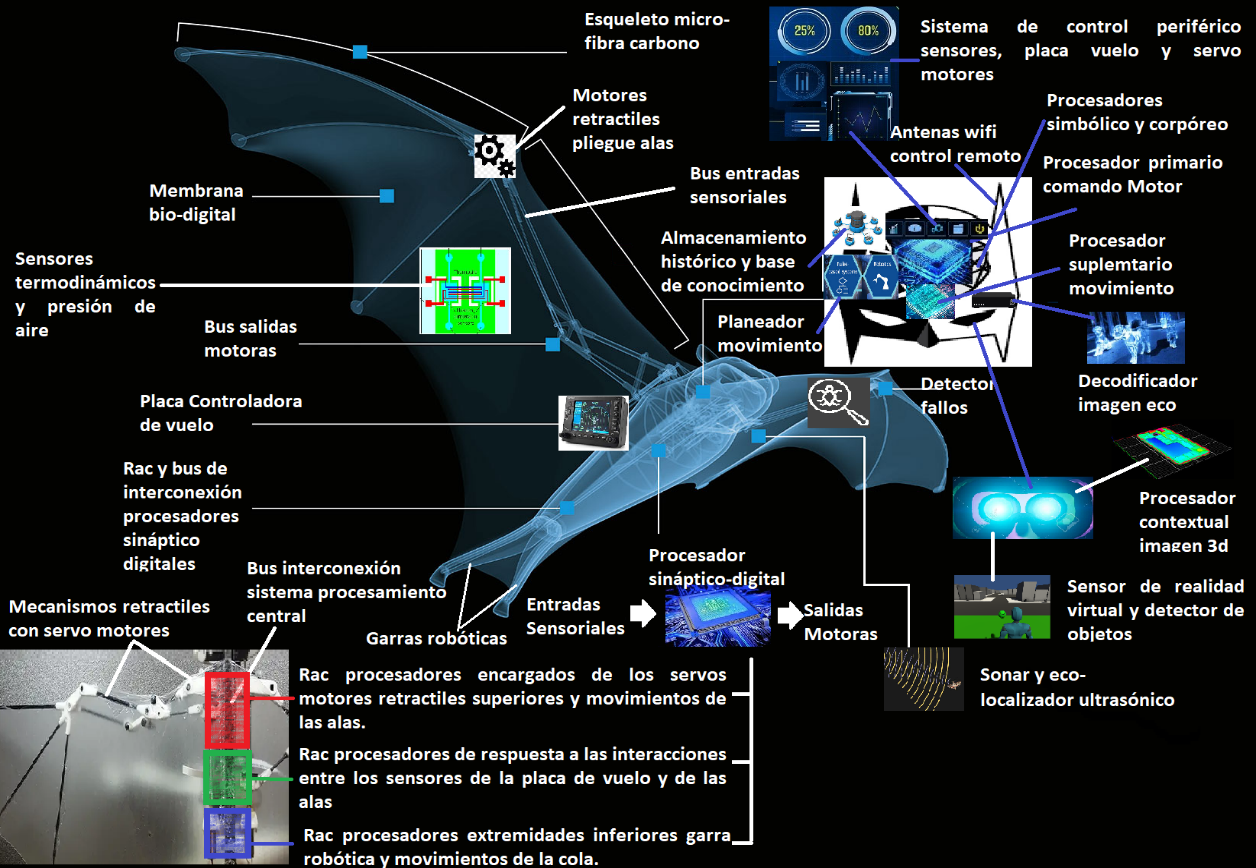 Esqueleto micro-
fibra carbono
25%
80%
Sistema de control periférico
sensores, placa vuelo y servo
motores
Motores
retractiles
pliegue alas
Procesadores
simbólico y corpóreo
Antenas wifi
control remoto
Procesador primario
comando Motor
Membrana
bio-digital
Bus entradas
sensoriales
Almacenamiento
histórico y base
de conocimiento
Procesador
suplemtario
movimiento
Sensores
termodinámicos
y presión de
aire
Bus salidas
motoras
Planeador
movimiento
Robotics
Decodificador
imagen eco
Detector
fallos
Placa Controladora
de vuelo
Rac y bus de
interconexión
procesadores
sináptico
digitales
Procesador
contextual
imagen 3d
Bus interconexión
sistema procesamiento
central
Procesador
sináptico-digital
Mecanismos retractiles
con servo motores
Garras robóticas
Entradas
Sensoriales
Salidas
Motoras
Sensor de realidad
virtual y detector de
objetos
Sonar y eco-
localizador ultrasónico
Rac procesadores encargados de los servos
motores retractiles superiores y movimientos de
las alas.
Rac procesadores de respuesta a las interacciones
entre los sensores de la placa de vuelo y de las
alas
Rac procesadores extremidades inferiores garra
robótica y movimientos de la cola.